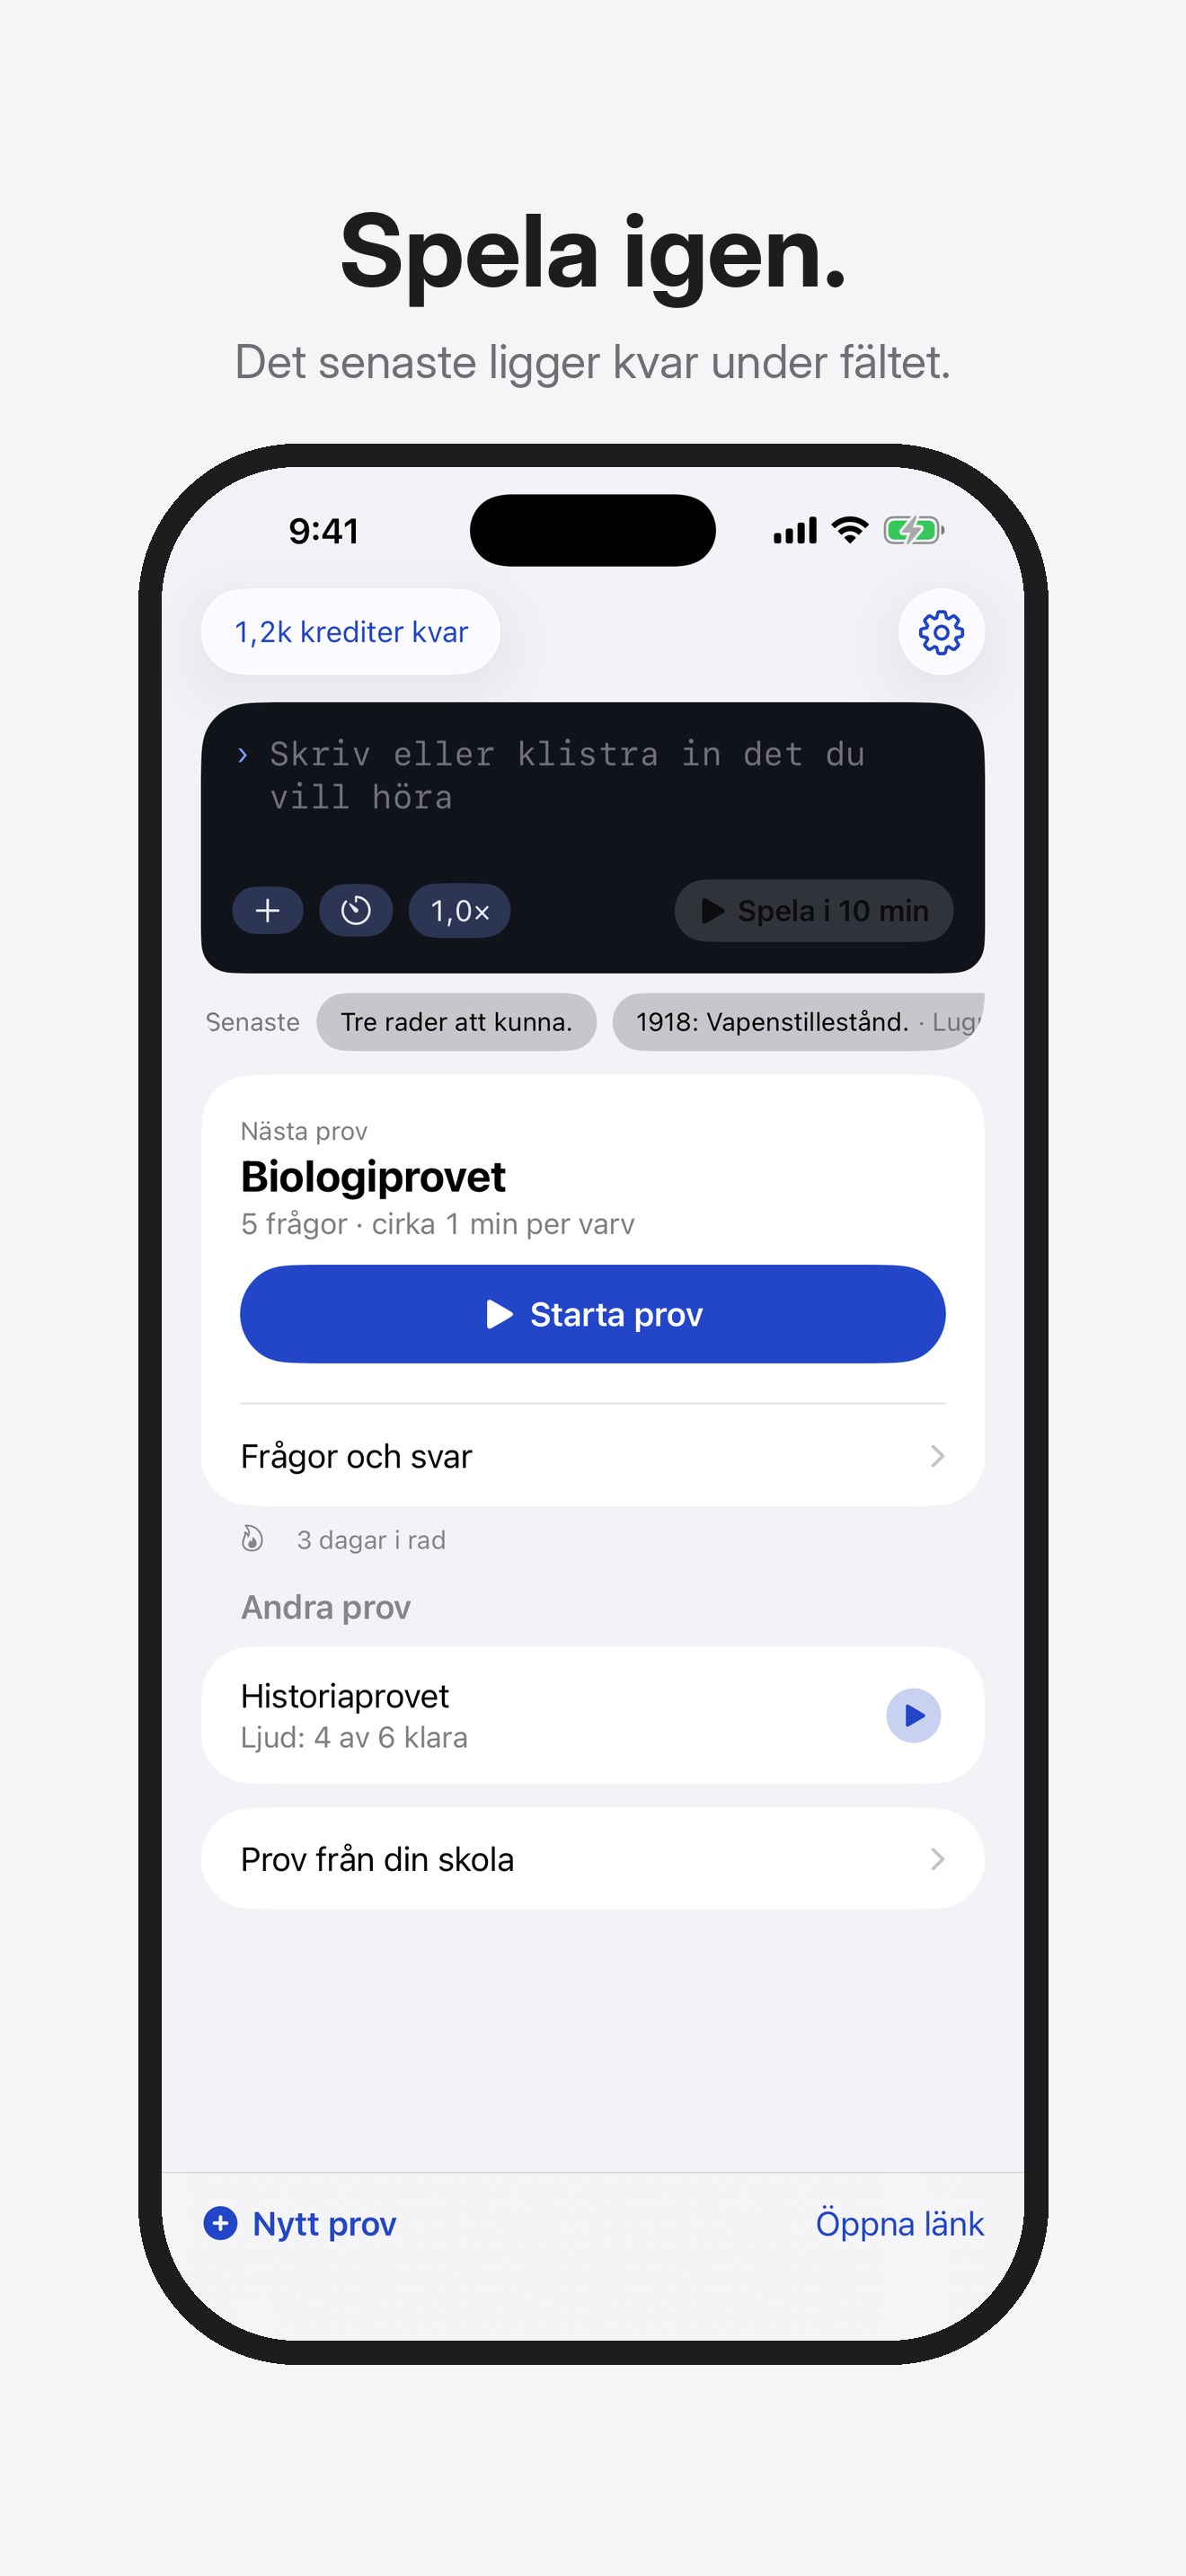 Spela igen.
Det senaste ligger kvar under fältet.
9:41
1,2k krediter kvar
› Skriv eller klistra in det du
vill höra
1,0×
Spela i 10 min
Senaste
Tre rader att kunna.
1918: Vapenstillestånd. ·
Nästa prov
Biologiprovet
5 frågor · cirka 1 min per varv
Starta prov
Frågor och svar
3 dagar i rad
Andra prov
Historiaprovet
Ljud: 4 av 6 klara
Prov från din skola
Nytt prov
Öppna länk